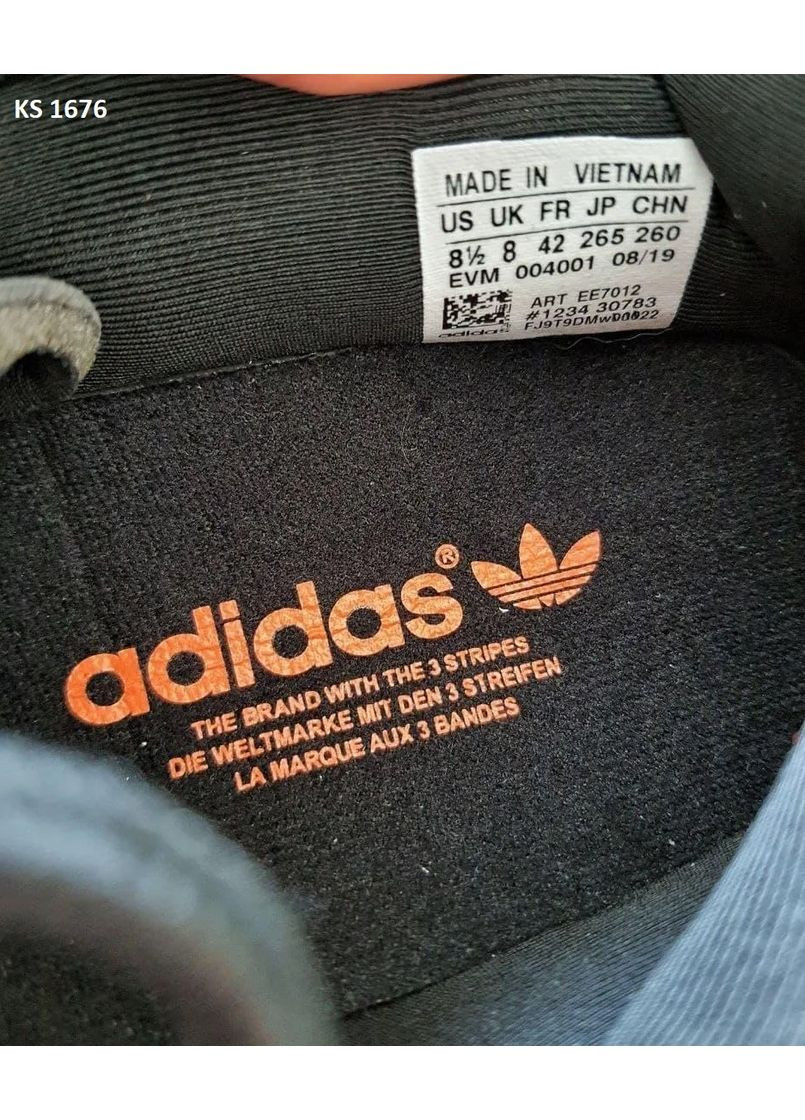 KS 1676
MADE IN VIETNAM
US UK FR JP CHN
8½ 8 42 265 260
EVM 004001 08/19
ART EE7012
#1234 30783
adidas
adidas®
THE BRAND WITH THE 3 STRIPES
DIE WELTMARKE MIT DEN 3 STREIFEN
LA MARQUE AUX 3 BANDES